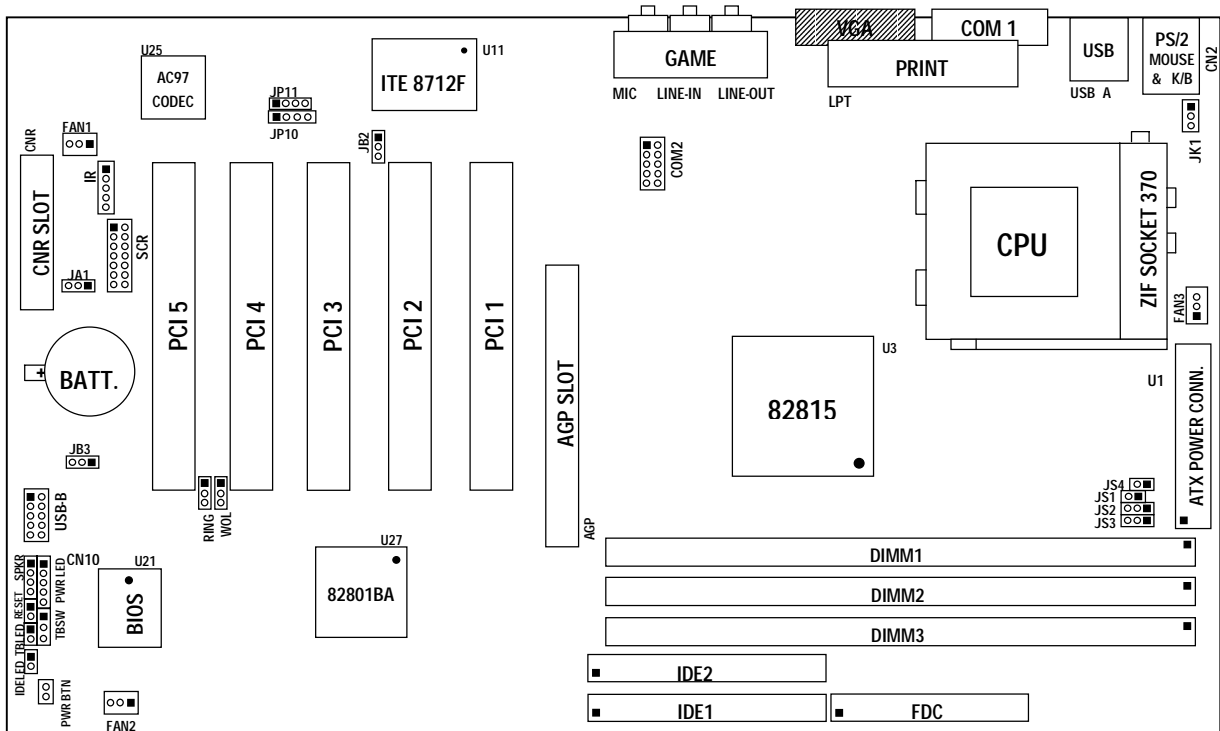 VGA
COM 1
GAME
PRINT
USB
PS/2
MOUSE
& K/B
CN2
MIC LINE-IN LINE-OUT
LPT
USB A
U25
AC97
CODEC
U11
ITE 8712F
JP11
JP10
JB2
COM2
JK1
CNR
FAN1
IR
SCR
CNR SLOT
JA1
BATT.
+
PCI 5
PCI 4
PCI 3
PCI 2
PCI 1
AGP SLOT
AGP
CPU
ZIF SOCKET 370
FAN3
U3
82815
U1
ATX POWER CONN.
JS4
JS1
JS2
JS3
JB3
USB-B
RING
WOL
CN10
U21
BIOS
U27
82801BA
SPKR
PWR LED
RESET
TBSW
TBLED
IDELED
PWR BTN
FAN2
DIMM1
DIMM2
DIMM3
IDE2
IDE1
FDC